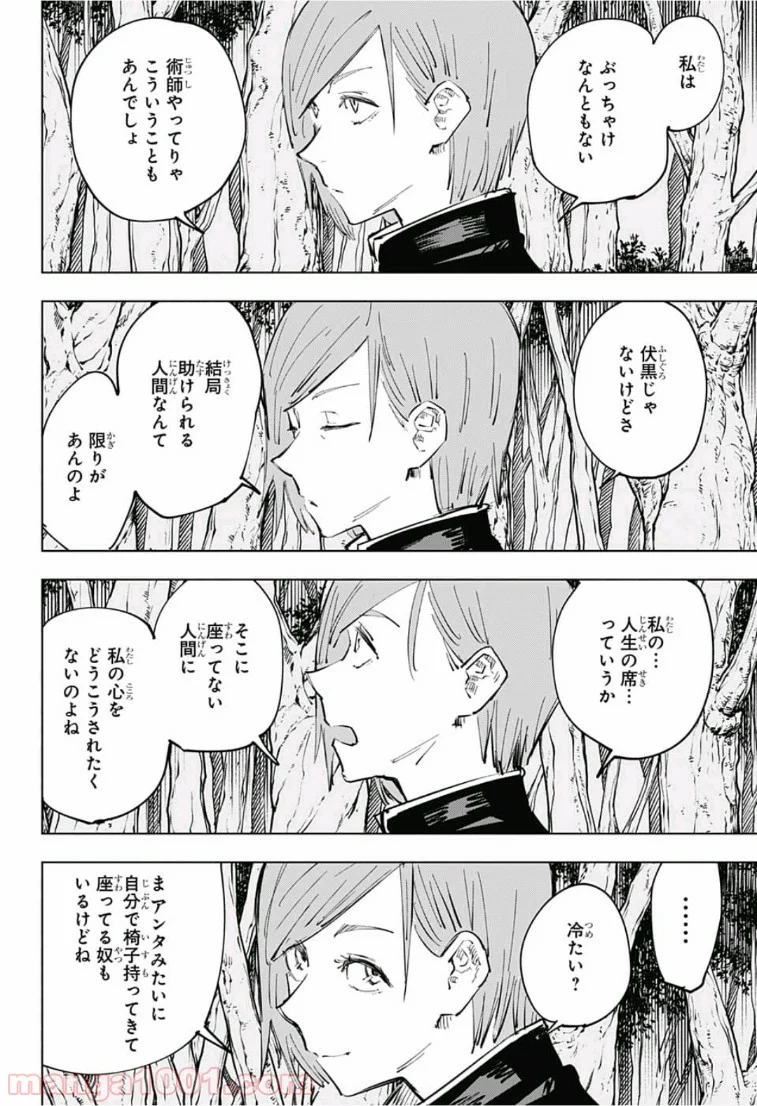 私は
ぶっちゃけ
なんともない
術師やってりゃ
こういうことも
あんでしょ
伏黒じゃ
ないけどさ
結局
助けられる
人間なんて
限りが
あんのよ
私の…
人生の席…
っていうか
そこに
座ってない
人間に
私の心を
どうこうされたく
ないのよね
……
冷たい？
まアンタみたいに
自分で椅子持ってきて
座ってる奴も
いるけどね
manga1001.com